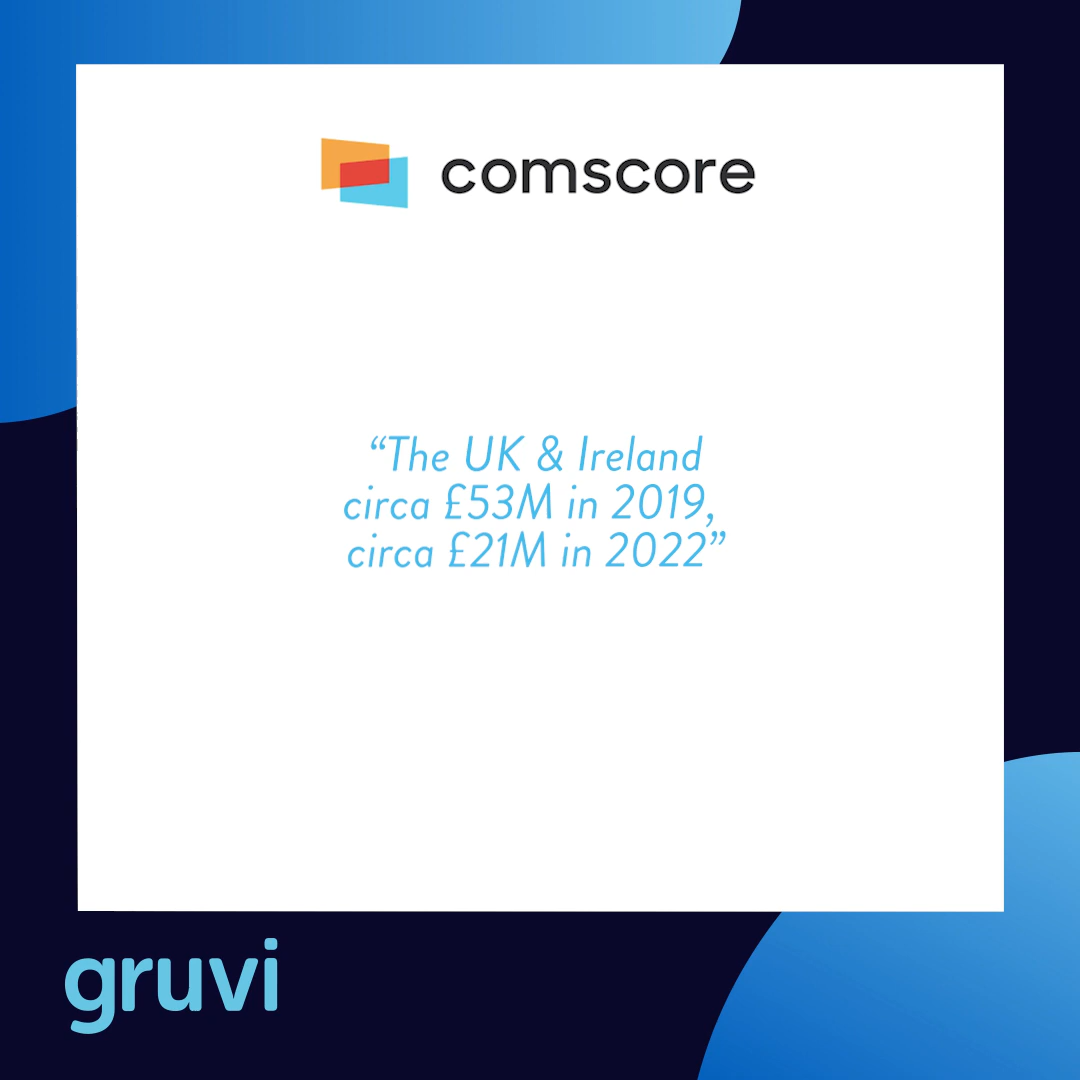 comscore
“The UK & Ireland
circa £53M in 2019,
circa £21M in 2022”
gruvi